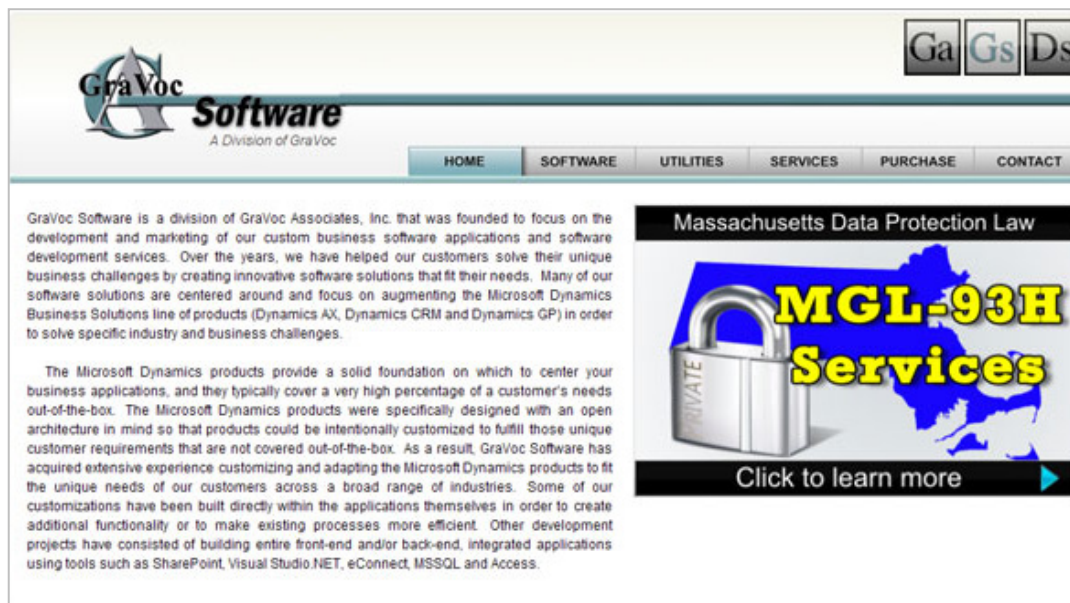 Ga Gs Ds
GraVoc
Software
A Division of GraVoc
HOME SOFTWARE UTILITIES SERVICES PURCHASE CONTACT
GraVoc Software is a division of GraVoc Associates, Inc. that was founded to focus on the
development and marketing of our custom business software applications and software
development services. Over the years, we have helped our customers solve their unique
business challenges by creating innovative software solutions that fit their needs. Many of our
software solutions are centered around and focus on augmenting the Microsoft Dynamics
Business Solutions line of products (Dynamics AX, Dynamics CRM and Dynamics GP) in order
to solve specific industry and business challenges.
The Microsoft Dynamics products provide a solid foundation on which to center your
business applications, and they typically cover a very high percentage of a customer's needs
out-of-the-box. The Microsoft Dynamics products were specifically designed with an open
architecture in mind so that products could be intentionally customized to fulfill those unique
customer requirements that are not covered out-of-the-box. As a result, GraVoc Software has
acquired extensive experience customizing and adapting the Microsoft Dynamics products to fit
the unique needs of our customers across a broad range of industries. Some of our
customizations have been built directly within the applications themselves in order to create
additional functionality or to make existing processes more efficient. Other development
projects have consisted of building entire front-end and/or back-end, integrated applications
using tools such as SharePoint, Visual Studio.NET, eConnect, MSSQL and Access.
Massachusetts Data Protection Law
MGL-93H
Services
PRIVATE
Click to learn more